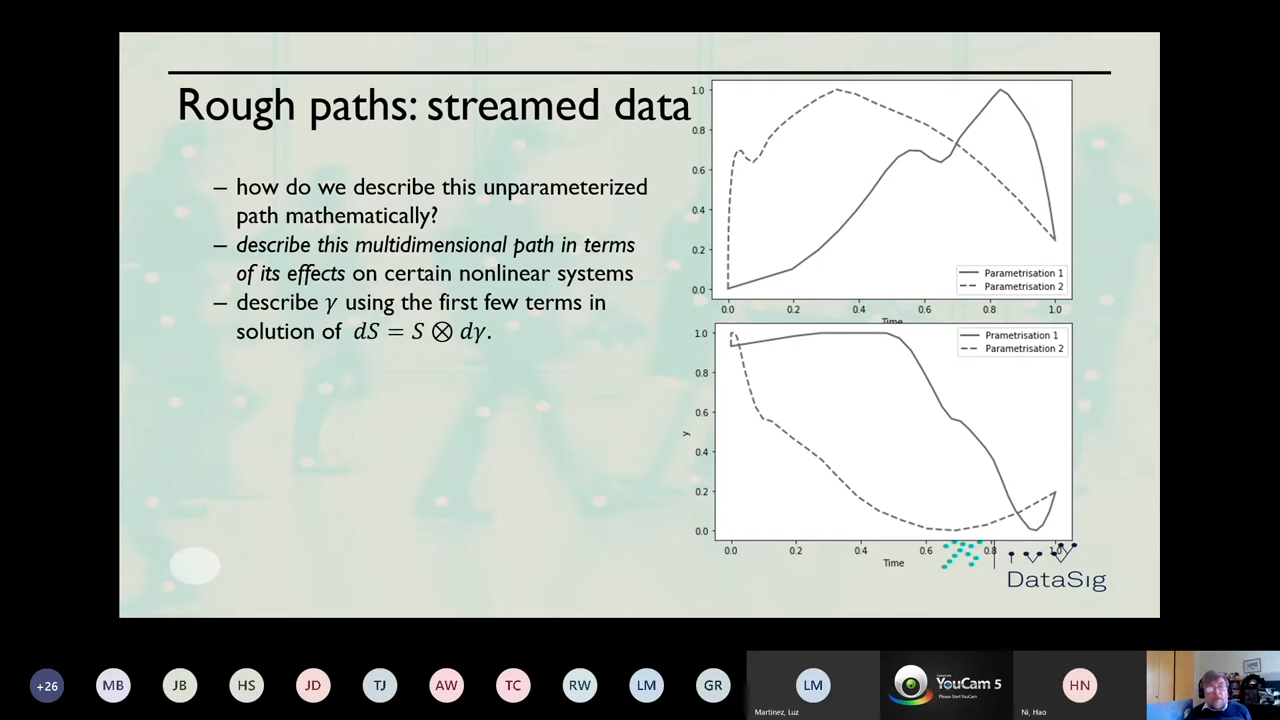 Rough paths: streamed data
– how do we describe this unparameterized
path mathematically?
– describe this multidimensional path in terms
of its effects on certain nonlinear systems
– describe γ using the first few terms in
solution of dS = S ⊗ dγ.
1.0
0.8
0.6
0.4
0.2
0.0
Parametrisation 1
Parametrisation 2
0.0 0.2 0.4 0.6 0.8 1.0
Time
1.0
0.8
0.6
0.4
0.2
0.0
y
Prametrisation 1
Parametrisation 2
0.0 0.2 0.4 0.6 0.8 1.0
Time
DataSig
+26 MB JB HS JD TJ AW TC RW LM GR LM
Martinez, Luz
YouCam 5
Please Start YouCam
HN
Ni, Hao